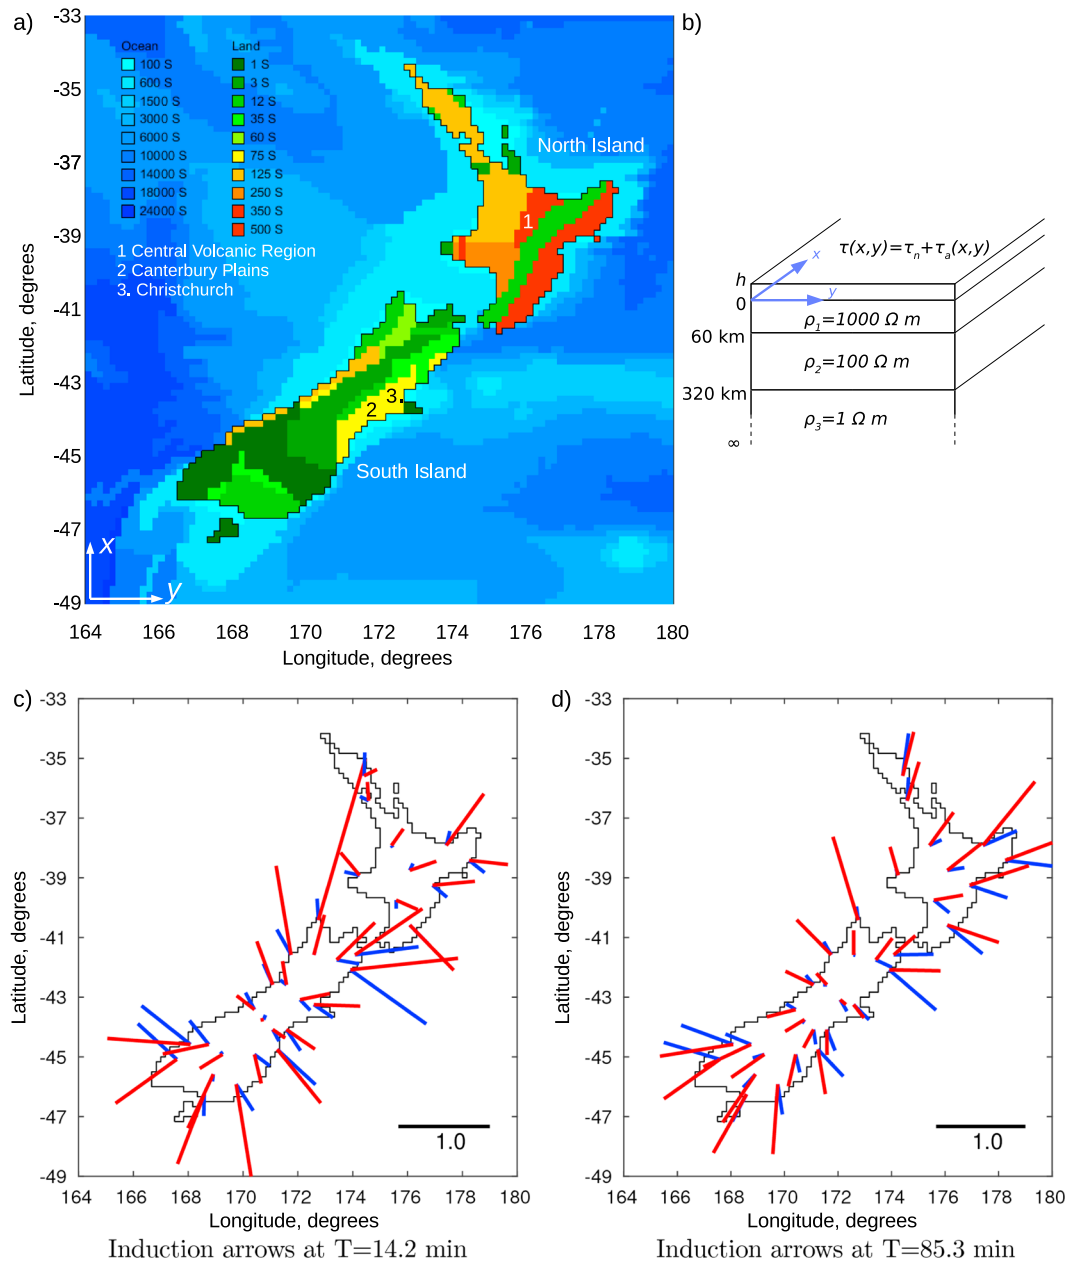 a)
-33
-35
-37
-39
-41
-43
-45
-47
-49
Latitude, degrees
Ocean
100 S
600 S
1500 S
3000 S
6000 S
10000 S
14000 S
18000 S
24000 S
Land
1 S
3 S
12 S
35 S
60 S
75 S
125 S
250 S
350 S
500 S
1 Central Volcanic Region
2 Canterbury Plains
3. Christchurch
North Island
1
3
2
South Island
x
y
164 166 168 170 172 174 176 178 180
Longitude, degrees
b)
τ(x,y)=τn+τa(x,y)
x
y
h
0
ρ1=1000 Ω m
60 km
ρ2=100 Ω m
320 km
ρ3=1 Ω m
∞
c)
-33
-35
-37
-39
-41
-43
-45
-47
-49
Latitude, degrees
1.0
164 166 168 170 172 174 176 178 180
Longitude, degrees
Induction arrows at T=14.2 min
d)
-33
-35
-37
-39
-41
-43
-45
-47
-49
Latitude, degrees
1.0
164 166 168 170 172 174 176 178 180
Longitude, degrees
Induction arrows at T=85.3 min